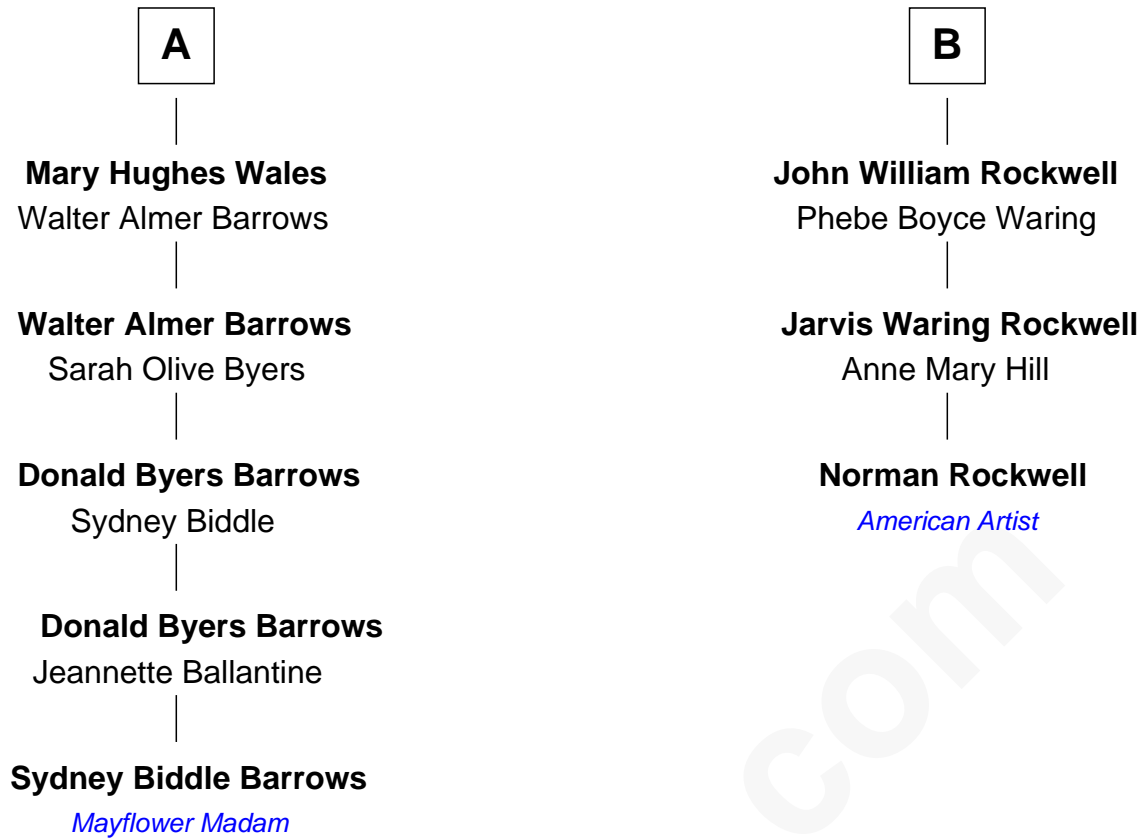 A
Mary Hughes Wales
Walter Almer Barrows
Walter Almer Barrows
Sarah Olive Byers
Donald Byers Barrows
Sydney Biddle
Donald Byers Barrows
Jeannette Ballantine
Sydney Biddle Barrows
Mayflower Madam
B
John William Rockwell
Phebe Boyce Waring
Jarvis Waring Rockwell
Anne Mary Hill
Norman Rockwell
American Artist
com